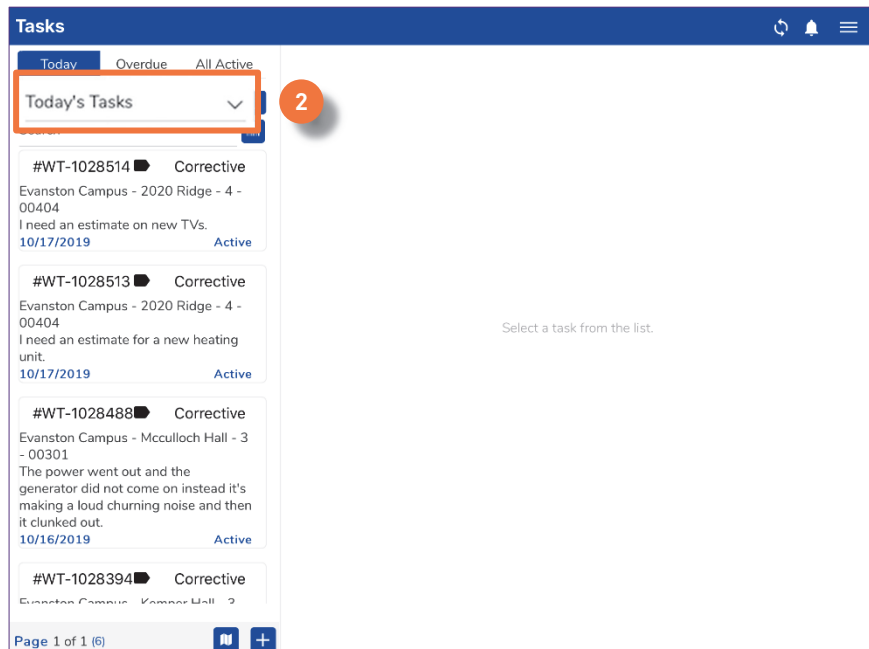 Tasks
Today Overdue All Active
Today's Tasks
2
#WT-1028514 Corrective
Evanston Campus - 2020 Ridge - 4 -
00404
I need an estimate on new TVs.
10/17/2019 Active
#WT-1028513 Corrective
Evanston Campus - 2020 Ridge - 4 -
00404
I need an estimate for a new heating
unit.
10/17/2019 Active
Select a task from the list.
#WT-1028488 Corrective
Evanston Campus - Mcculloch Hall - 3
- 00301
The power went out and the
generator did not come on instead it's
making a loud churning noise and then
it clunked out.
10/16/2019 Active
#WT-1028394 Corrective
Evanston Campus - Kemper Hall - 3
Page 1 of 1 (6)